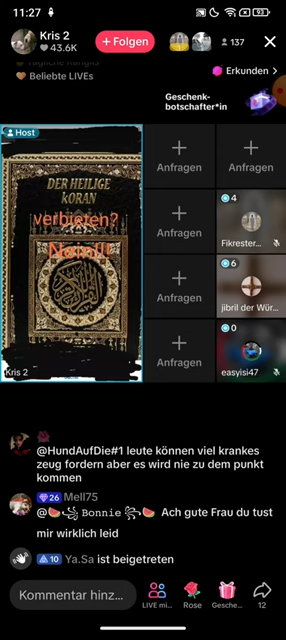 11:27
93
Kris 2
43.6K
+ Folgen
137
Tägliche Rangliste
Beliebte LIVEs
Erkunden >
Geschenk-
botschafter*in
Host
DER HEILIGE
KORAN
verbieten?
Nein!!!
Kris 2
Anfragen
Anfragen
Anfragen
Anfragen
Anfragen
4
Fikrester...
6
jibril der Wür...
0
easyisi47
@HundAufDie#1 leute können viel krankes
zeug fordern aber es wird nie zu dem punkt
kommen
26 Mell75
@🍉꧁ Bonnie ꧂🍉 Ach gute Frau du tust
mir wirklich leid
10 Ya.Sa ist beigetreten
Kommentar hinz...
LIVE mi...
Rose
Gesche...
12